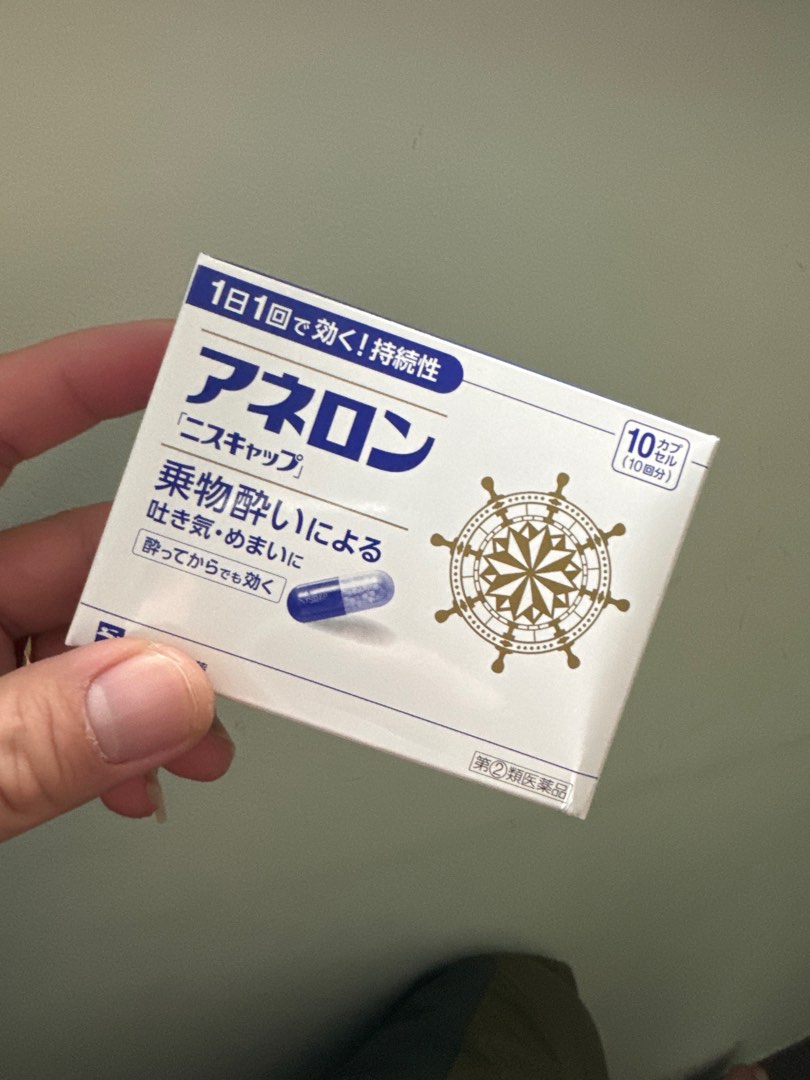 1日1回で効く!持続性
アネロン
「ニスキャップ」
乗物酔いによる
吐き気・めまいに
酔ってからでも効く
10カプセル
(10回分)
第②類医薬品